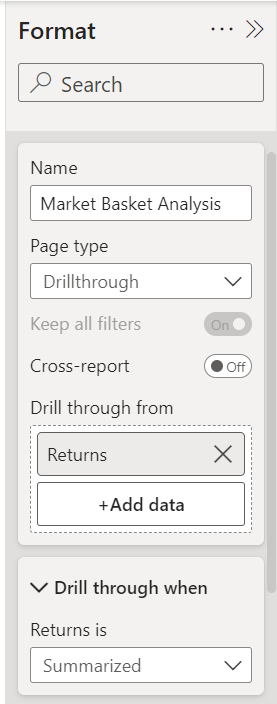 Format
Search
Name
Market Basket Analysis
Page type
Drillthrough
Keep all filters
On
Cross-report
Off
Drill through from
Returns
+Add data
Drill through when
Returns is
Summarized